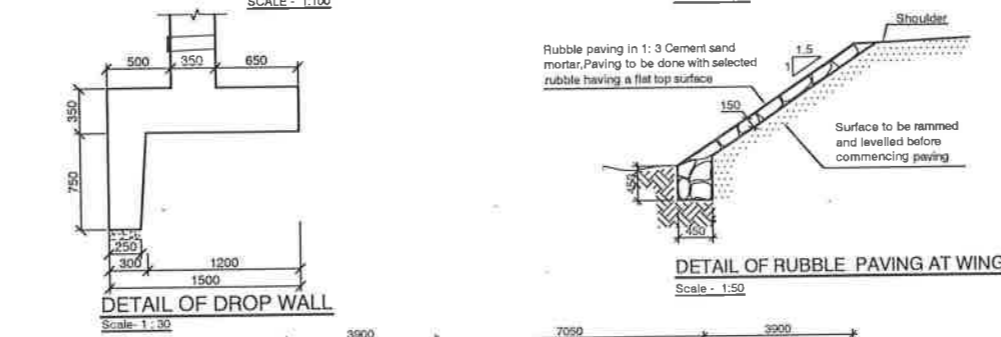 SCALE - 1:100
500
350
650
350
750
250
300
1200
1500
DETAIL OF DROP WALL
Scale- 1 : 30
Rubble paving in 1: 3 Cement sand
mortar,Paving to be done with selected
rubble having a flat top surface
1.5
1
Shoulder
150
Surface to be rammed
and levelled before
commencing paving
450
450
DETAIL OF RUBBLE PAVING AT WING
Scale - 1:50
3900
7050
3900